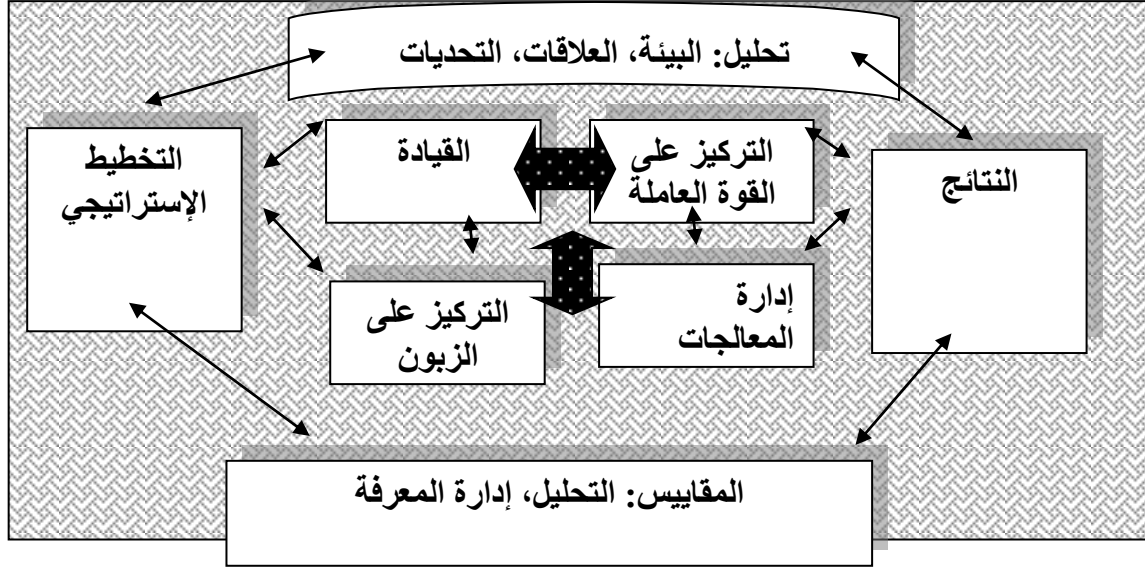 تحليل: البيئة، العلاقات، التحديات
التركيز على
القوة العاملة
القيادة
التخطيط
الإستراتيجي
النتائج
إدارة
المعالجات
التركيز على
الزبون
المقاييس: التحليل، إدارة المعرفة